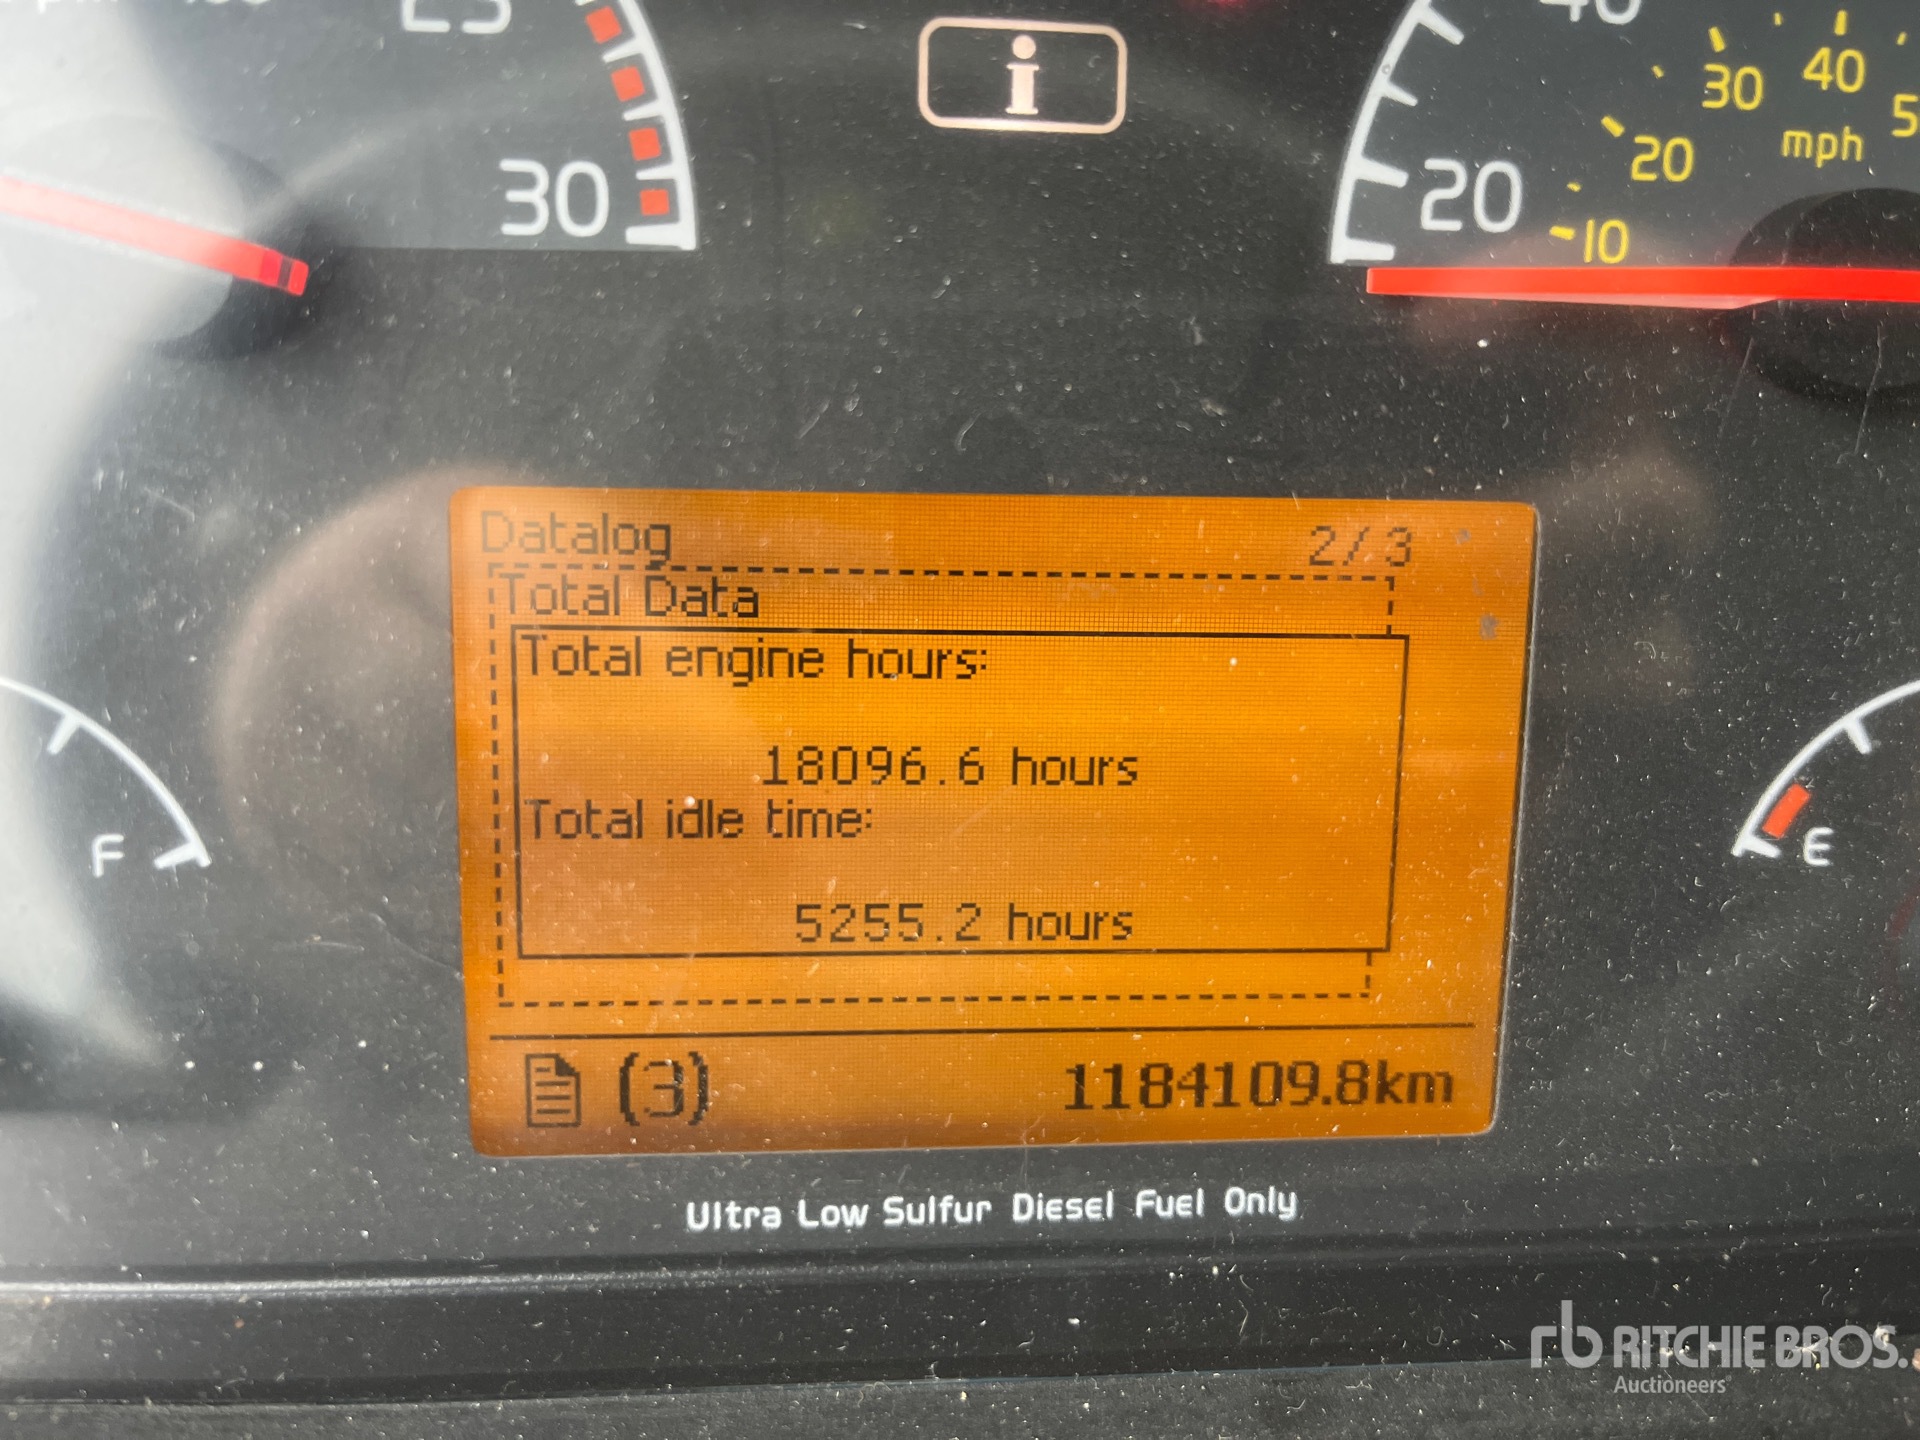 25
30
i
40
20
10
20
30
40
5
mph
Datalog 2/3
Total Data
Total engine hours:
18096.6 hours
Total idle time:
5255.2 hours
(3) 1184109.8km
F
E
Ultra Low Sulfur Diesel Fuel Only
rb RITCHIE BROS.
Auctioneers